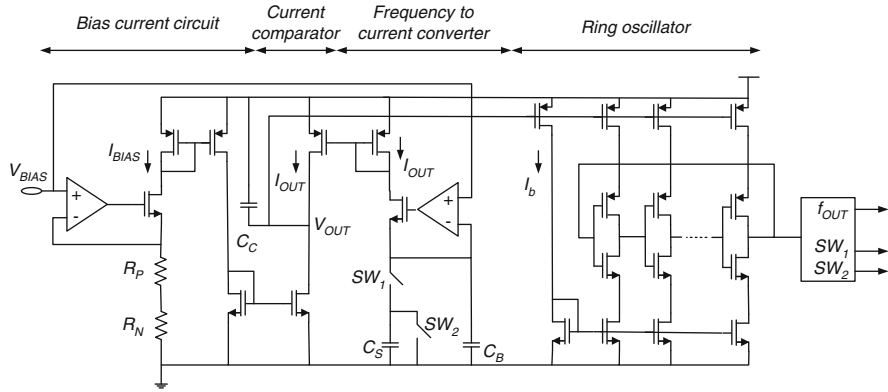 Bias current circuit
Current
comparator
Frequency to
current converter
Ring oscillator
V_BIAS
I_BIAS
I_OUT
I_OUT
I_b
+
-
+
-
C_C
V_OUT
f_OUT
SW_1
SW_2
R_P
R_N
SW_1
SW_2
C_S
C_B